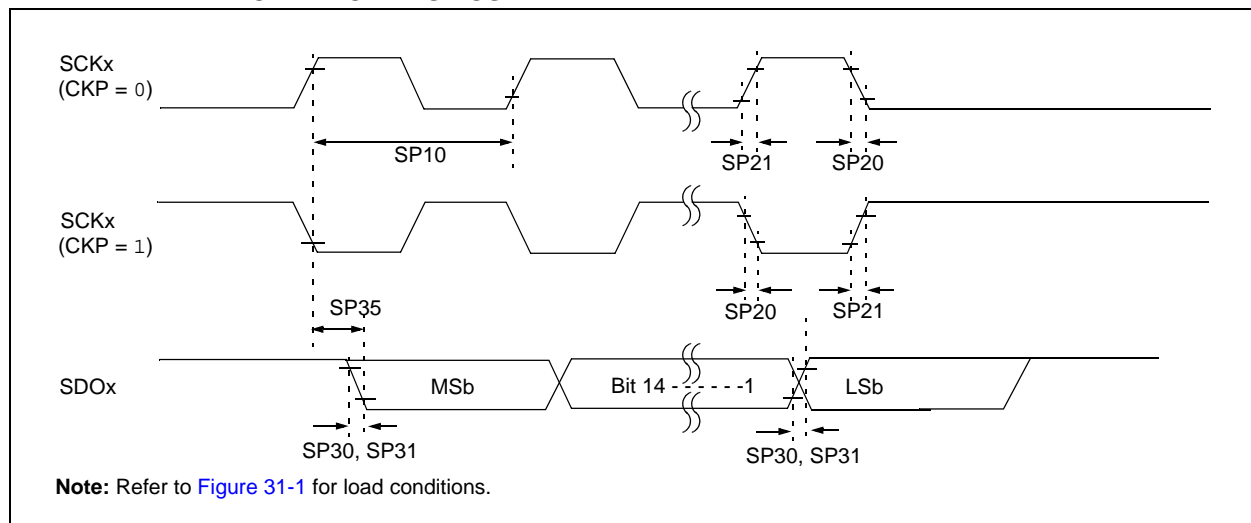 SCKx
(CKP = 0)
SP10
SP21
SP20
SCKx
(CKP = 1)
SP35
SP20
SP21
SDOx
MSb
Bit 14 - - - - - -1
LSb
SP30, SP31
SP30, SP31
Note: Refer to Figure 31-1 for load conditions.